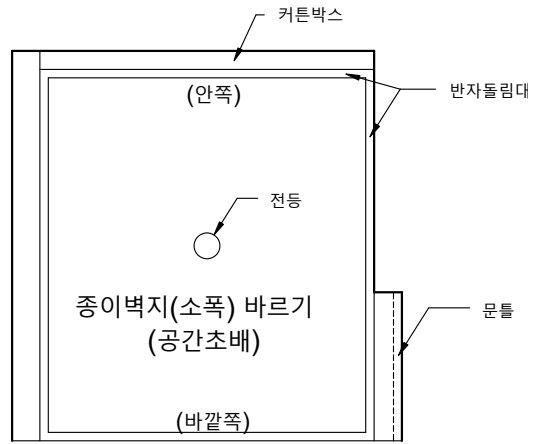 커튼박스
(안쪽)
반자돌림대
전등
종이벽지(소폭) 바르기
(공간초배)
문틀
(바깥쪽)